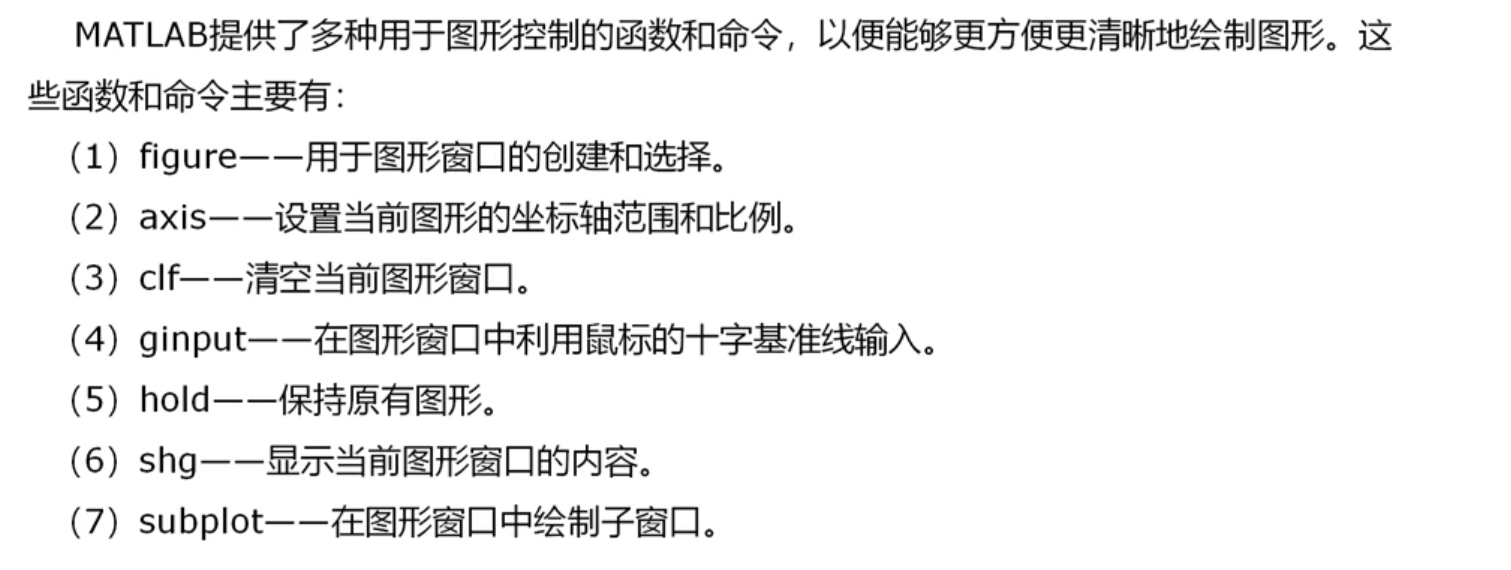 MATLAB提供了多种用于图形控制的函数和命令，以便能够更方便更清晰地绘制图形。这
些函数和命令主要有：
（1）figure——用于图形窗口的创建和选择。
（2）axis——设置当前图形的坐标轴范围和比例。
（3）clf——清空当前图形窗口。
（4）ginput——在图形窗口中利用鼠标的十字基准线输入。
（5）hold——保持原有图形。
（6）shg——显示当前图形窗口的内容。
（7）subplot——在图形窗口中绘制子窗口。